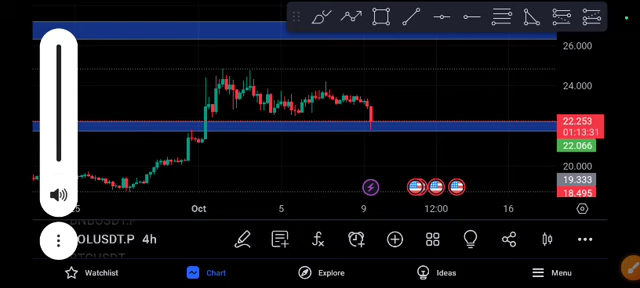 26.000
24.000
22.253
01:13:31
22.066
20.000
19.333
18.495
25 Oct 5 9 12:00 16
OLUSDT.P 4h
Watchlist Chart Explore Ideas Menu